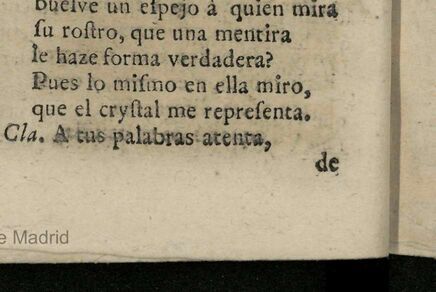 buelve un eſpejo à quien mira
ſu roſtro, que una mentira
le haze forma verdadera?
Pues lo miſmo en ella miro,
que el cryſtal me repreſenta.
Cla. A tus palabras atenta,
de
e Madrid